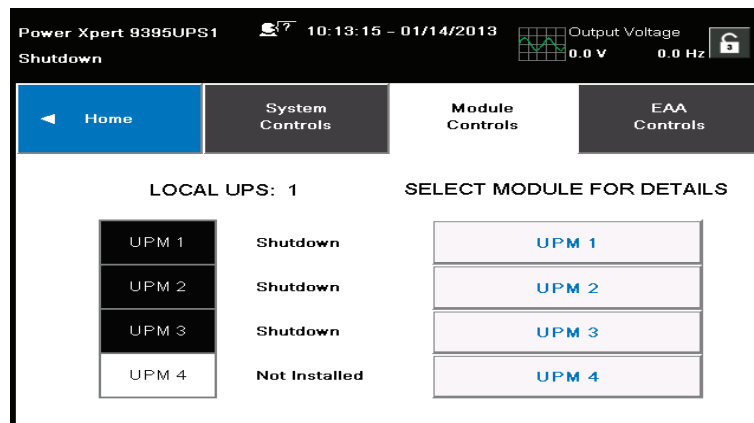 Power Xpert 9395UPS1
Shutdown
? 10:13:15 - 01/14/2013
Output Voltage
0.0 V 0.0 Hz
3
◄ Home
System
Controls
Module
Controls
EAA
Controls
LOCAL UPS: 1
SELECT MODULE FOR DETAILS
UPM 1 Shutdown UPM 1
UPM 2 Shutdown UPM 2
UPM 3 Shutdown UPM 3
UPM 4 Not Installed UPM 4